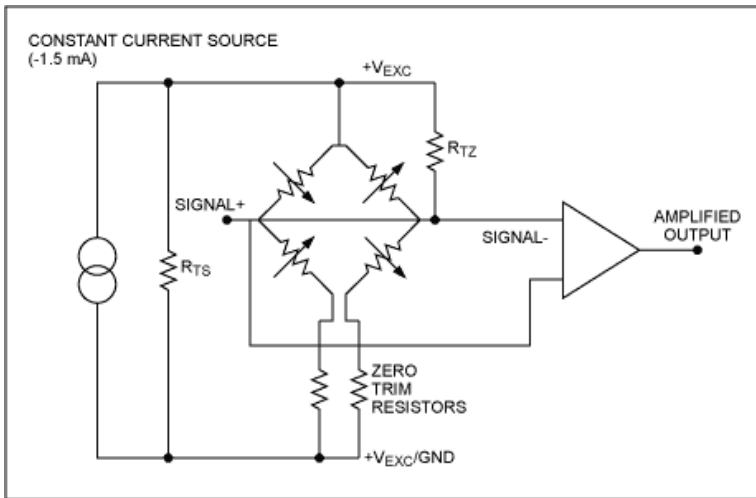 CONSTANT CURRENT SOURCE
(-1.5 mA)
+VEXC
RTZ
SIGNAL+
SIGNAL-
AMPLIFIED
OUTPUT
RTS
ZERO
TRIM
RESISTORS
+VEXC/GND